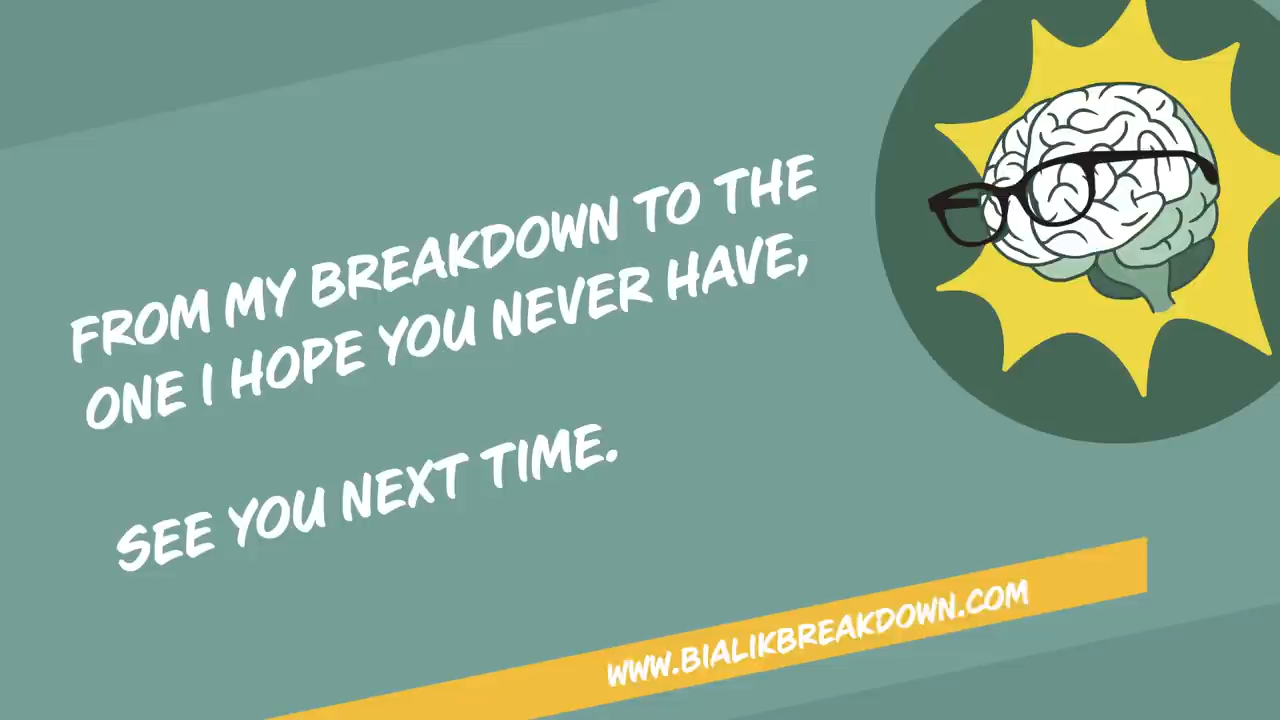 FROM MY BREAKDOWN TO THE
ONE I HOPE YOU NEVER HAVE,
SEE YOU NEXT TIME.
WWW.BIALIKBREAKDOWN.COM